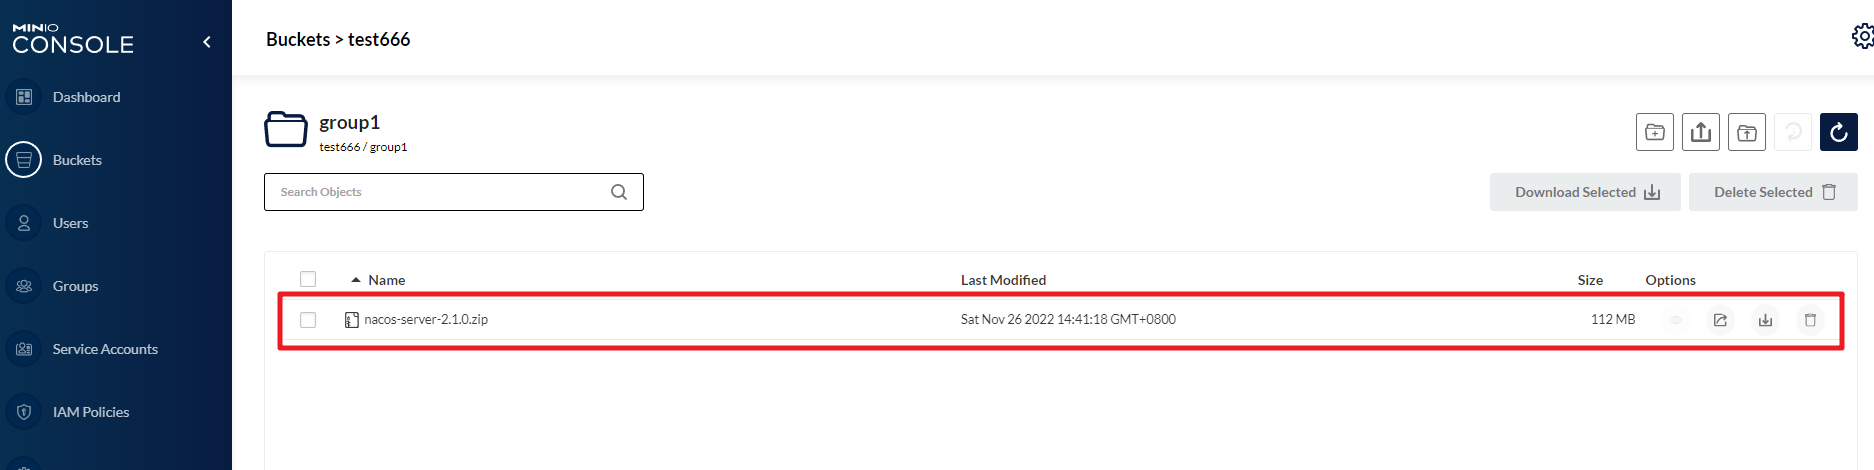 MINIO
CONSOLE
Buckets > test666
Dashboard
Buckets
Users
Groups
Service Accounts
IAM Policies
group1
test666 / group1
Search Objects
Download Selected
Delete Selected
Name Last Modified Size Options
nacos-server-2.1.0.zip Sat Nov 26 2022 14:41:18 GMT+0800 112 MB